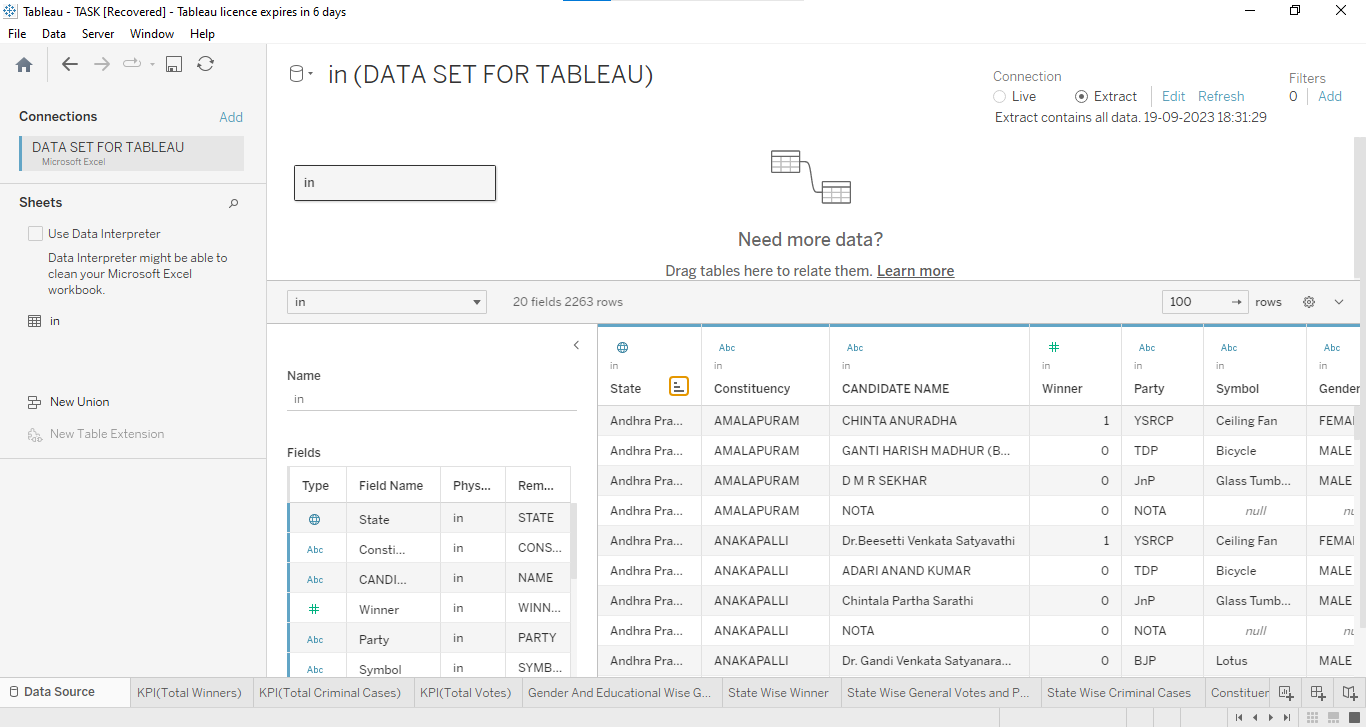 Tableau - TASK [Recovered] - Tableau licence expires in 6 days
File Data Server Window Help
in (DATA SET FOR TABLEAU)
Connection
Live Extract Edit Refresh
Extract contains all data. 19-09-2023 18:31:29
Filters
0 Add
Connections Add
DATA SET FOR TABLEAU
Microsoft Excel
Sheets
Use Data Interpreter
Data Interpreter might be able to
clean your Microsoft Excel
workbook.
in
New Union
New Table Extension
in
Need more data?
Drag tables here to relate them. Learn more
in 20 fields 2263 rows 100 rows
Name
in
Fields
Type Field Name Phys... Rem...
State in STATE
Abc Consti... in CONS...
Abc CANDI... in NAME
Winner in WINN...
Abc Party in PARTY
Abc Symbol in SYMB...
Abc Abc Abc Abc Abc
in in in in in in in
State Constituency CANDIDATE NAME Winner Party Symbol Gender
Andhra Pra... AMALAPURAM CHINTA ANURADHA 1 YSRCP Ceiling Fan FEMA
Andhra Pra... AMALAPURAM GANTI HARISH MADHUR (B... 0 TDP Bicycle MALE
Andhra Pra... AMALAPURAM D M R SEKHAR 0 JnP Glass Tumb... MALE
Andhra Pra... AMALAPURAM NOTA 0 NOTA null nu
Andhra Pra... ANAKAPALLI Dr.Beesetti Venkata Satyavathi 1 YSRCP Ceiling Fan FEMA
Andhra Pra... ANAKAPALLI ADARI ANAND KUMAR 0 TDP Bicycle MALE
Andhra Pra... ANAKAPALLI Chintala Partha Sarathi 0 JnP Glass Tumb... MALE
Andhra Pra... ANAKAPALLI NOTA 0 NOTA null nu
Andhra Pra... ANAKAPALLI Dr. Gandi Venkata Satyanara... 0 BJP Lotus MALE
Data Source KPI(Total Winners) KPI(Total Criminal Cases) KPI(Total Votes) Gender And Educational Wise G... State Wise Winner State Wise General Votes and P... State Wise Criminal Cases Constituer